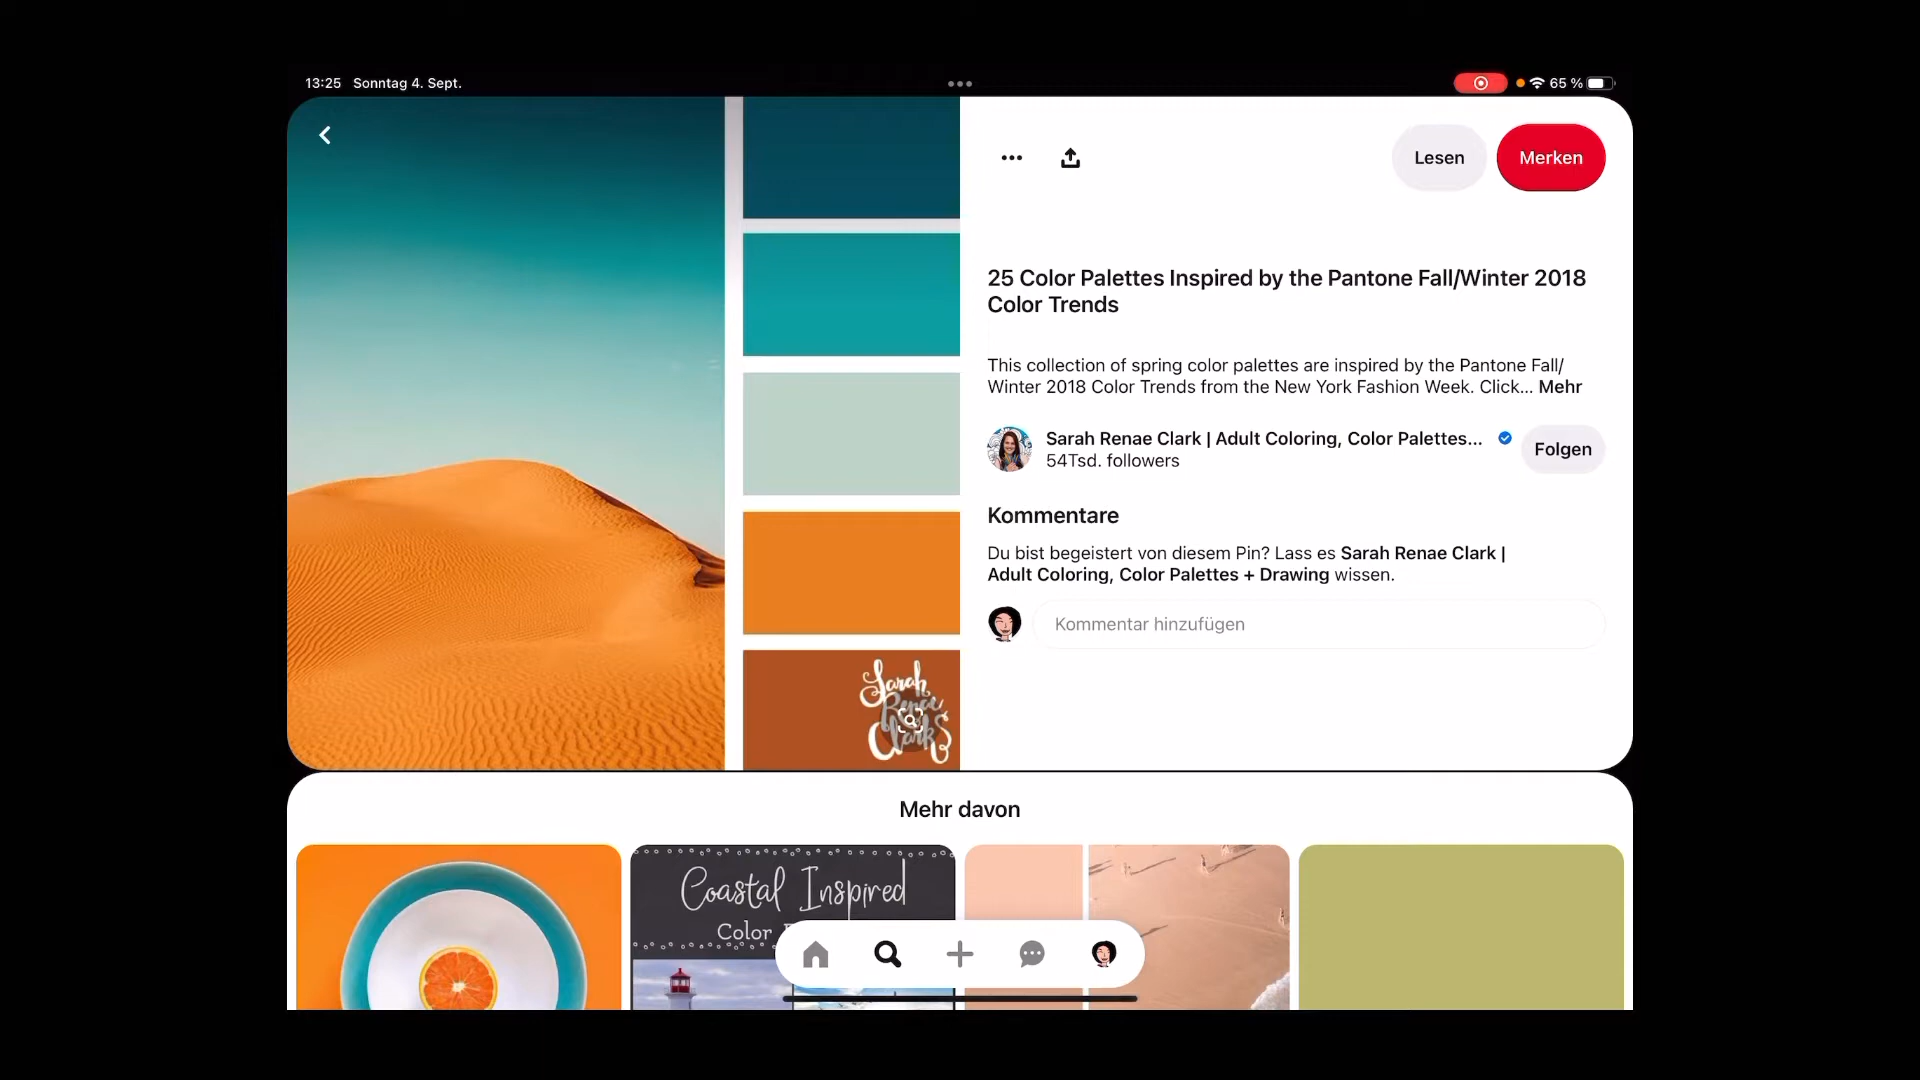 13:25 Sonntag 4. Sept.
65 %
Lesen
Merken
25 Color Palettes Inspired by the Pantone Fall/Winter 2018
Color Trends
This collection of spring color palettes are inspired by the Pantone Fall/
Winter 2018 Color Trends from the New York Fashion Week. Click... Mehr
Sarah Renae Clark | Adult Coloring, Color Palettes...
54Tsd. followers
Folgen
Kommentare
Du bist begeistert von diesem Pin? Lass es Sarah Renae Clark |
Adult Coloring, Color Palettes + Drawing wissen.
Kommentar hinzufügen
Sarah
Renae
Clark
Mehr davon
Coastal Inspired
Color